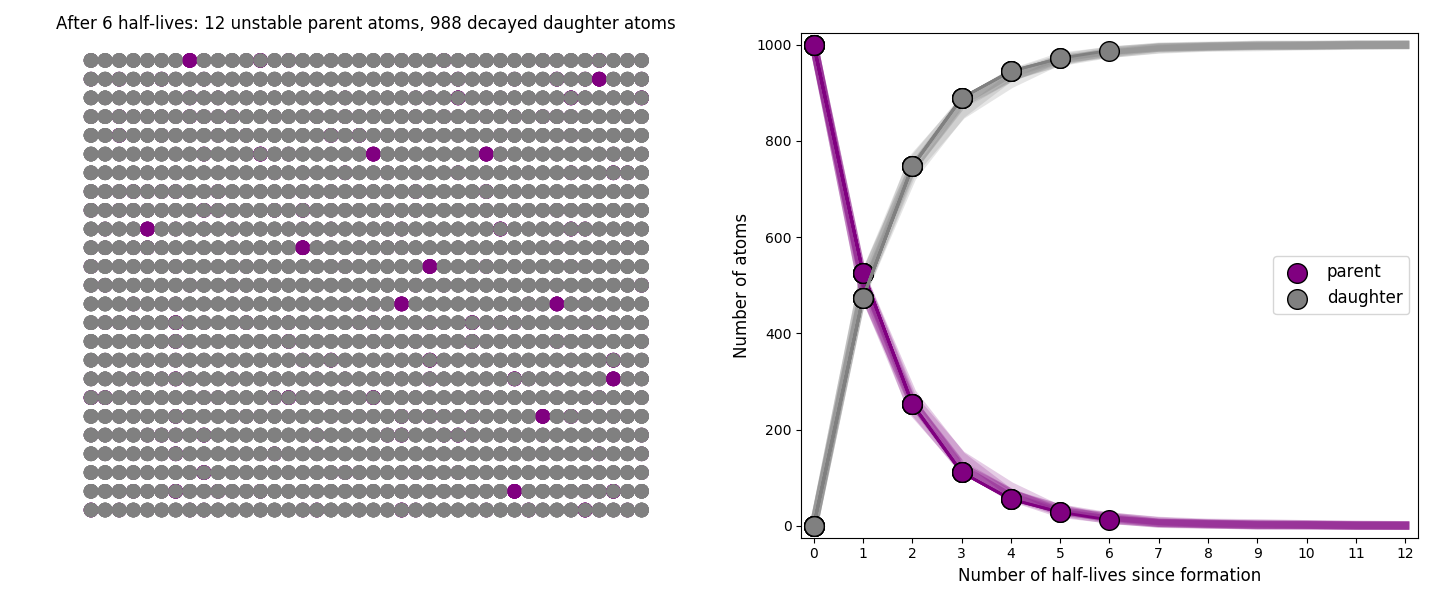 After 6 half-lives: 12 unstable parent atoms, 988 decayed daughter atoms
1000
800
600
400
200
0
Number of atoms
parent
daughter
0 1 2 3 4 5 6 7 8 9 10 11 12
Number of half-lives since formation